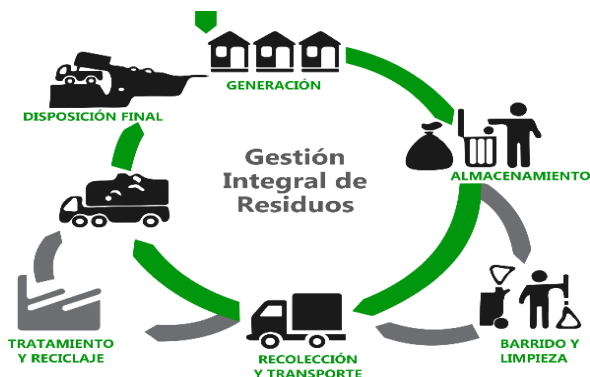 GENERACIÓN
DISPOSICIÓN FINAL
Gestión
Integral de
Residuos
ALMACENAMIENTO
TRATAMIENTO
Y RECICLAJE
RECOLECCIÓN
Y TRANSPORTE
BARRIDO Y
LIMPIEZA